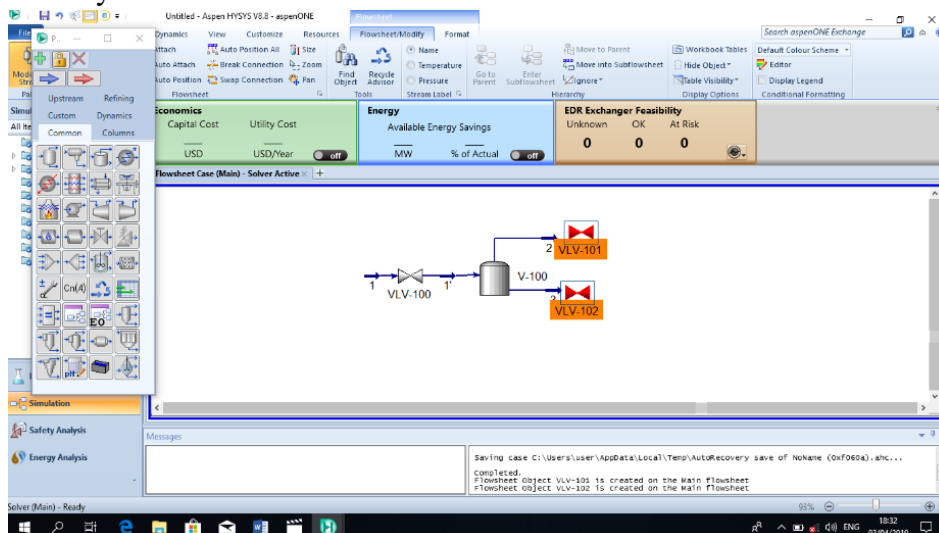 Untitled - Aspen HYSYS V8.8 - aspenONE
Flowsheet
File
P...
Dynamics View Customize Resources Flowsheet/Modify Format
Search aspenONE Exchange
Attach
Auto Attach
Auto Position
Auto Position All
Break Connection
Swap Connection
Size
Zoom
Pan
Flowsheet
Find Object
Recycle Advisor
Tools
Name
Temperature
Pressure
Stream Label
Go to Parent
Enter Subflowsheet
Move to Parent
Move into Subflowsheet
Ignore
Hierarchy
Workbook Tables
Hide Object
Table Visibility
Display Options
Default Colour Scheme
Editor
Display Legend
Conditional Formatting
Upstream Refining
Custom Dynamics
Common Columns
Cn(A)
EO
pH
Economics
Capital Cost Utility Cost
USD USD/Year off
Energy
Available Energy Savings
MW % of Actual off
EDR Exchanger Feasibility
Unknown OK At Risk
0 0 0
Flowsheet Case (Main) - Solver Active
1
VLV-100
1'
V-100
2
VLV-101
VLV-102
Simulation
Safety Analysis
Energy Analysis
Messages
Saving case C:\Users\user\AppData\Local\Temp\AutoRecovery save of NoName (0xf060a).ahc...
Completed.
Flowsheet Object VLV-101 is created on the Main flowsheet
Flowsheet Object VLV-102 is created on the Main flowsheet
Solver (Main) - Ready
93%
ENG
18:32
02/04/2019